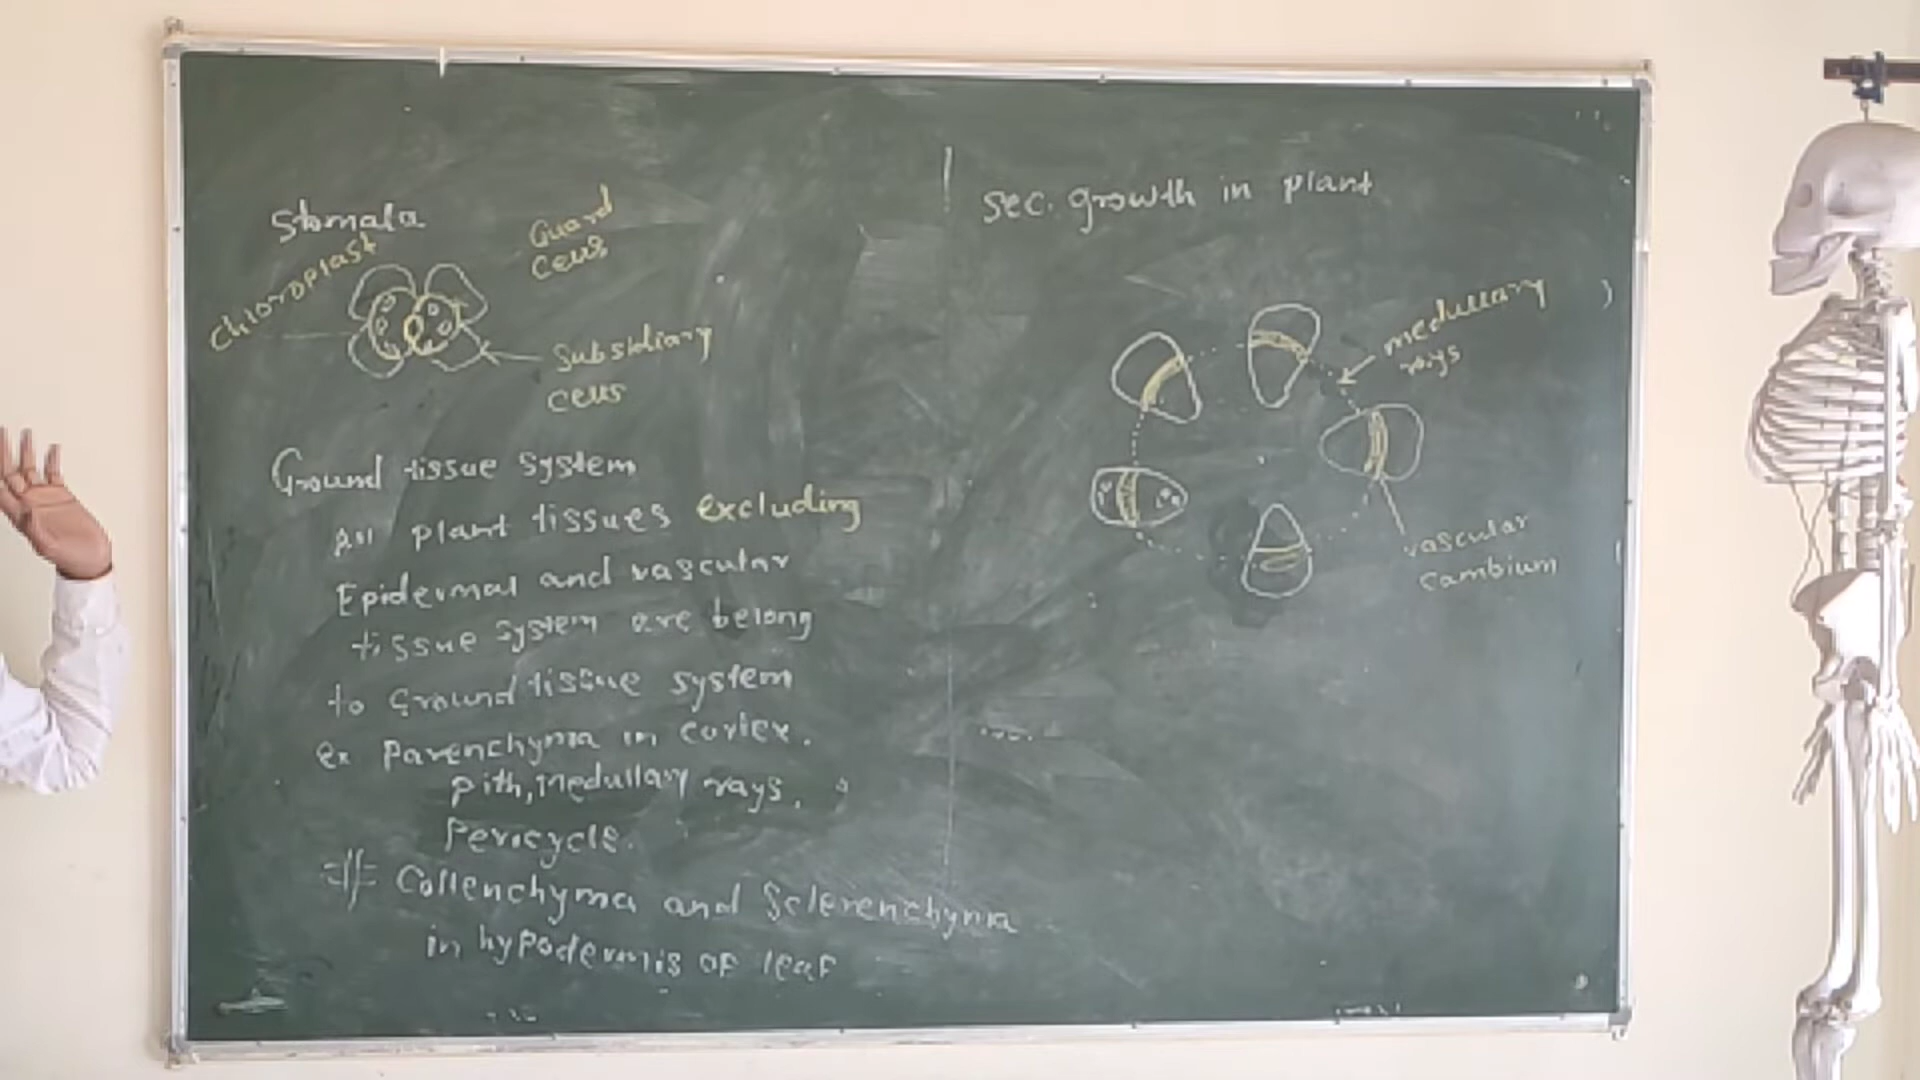 Stomata
Chloroplast
Guard
cells
Subsidiary
cells
Ground tissue system
All plant tissues excluding
Epidermal and vascular
tissue system are belong
to Ground tissue system
ex parenchyma in cortex.
pith, medullary rays,
Pericycle.
Collenchyma and Sclerenchyma
in hypodermis of leaf
sec. growth in plant
medullary
rays
vascular
cambium